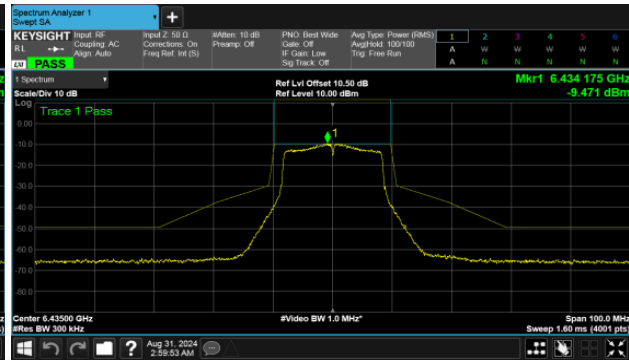 Spectrum Analyzer 1
Swept SA
KEYSIGHT
RL
Input: RF
Coupling: AC
Align: Auto
Input Z: 50 Ω
Corrections: On
Freq Ref: Int (S)
#Atten: 10 dB
Preamp: Off
PNO: Best Wide
Gate: Off
IF Gain: Low
Sig Track: Off
Avg Type: Power (RMS)
Avg|Hold: 100/100
Trig: Free Run
1 2 3 4 5 6
A W W W W W
A N N N N N
LXI PASS
1 Spectrum
Scale/Div 10 dB
Ref Lvl Offset 10.50 dB
Ref Level 10.00 dBm
Mkr1 6.434 175 GHz
-9.471 dBm
Log
Trace 1 Pass
1
0.00
-10.0
-20.0
-30.0
-40.0
-50.0
-60.0
-70.0
-80.0
Center 6.43500 GHz
#Res BW 300 kHz
#Video BW 1.0 MHz*
Span 100.0 MHz
Sweep 1.60 ms (4001 pts)
Aug 31, 2024
2:59:53 AM